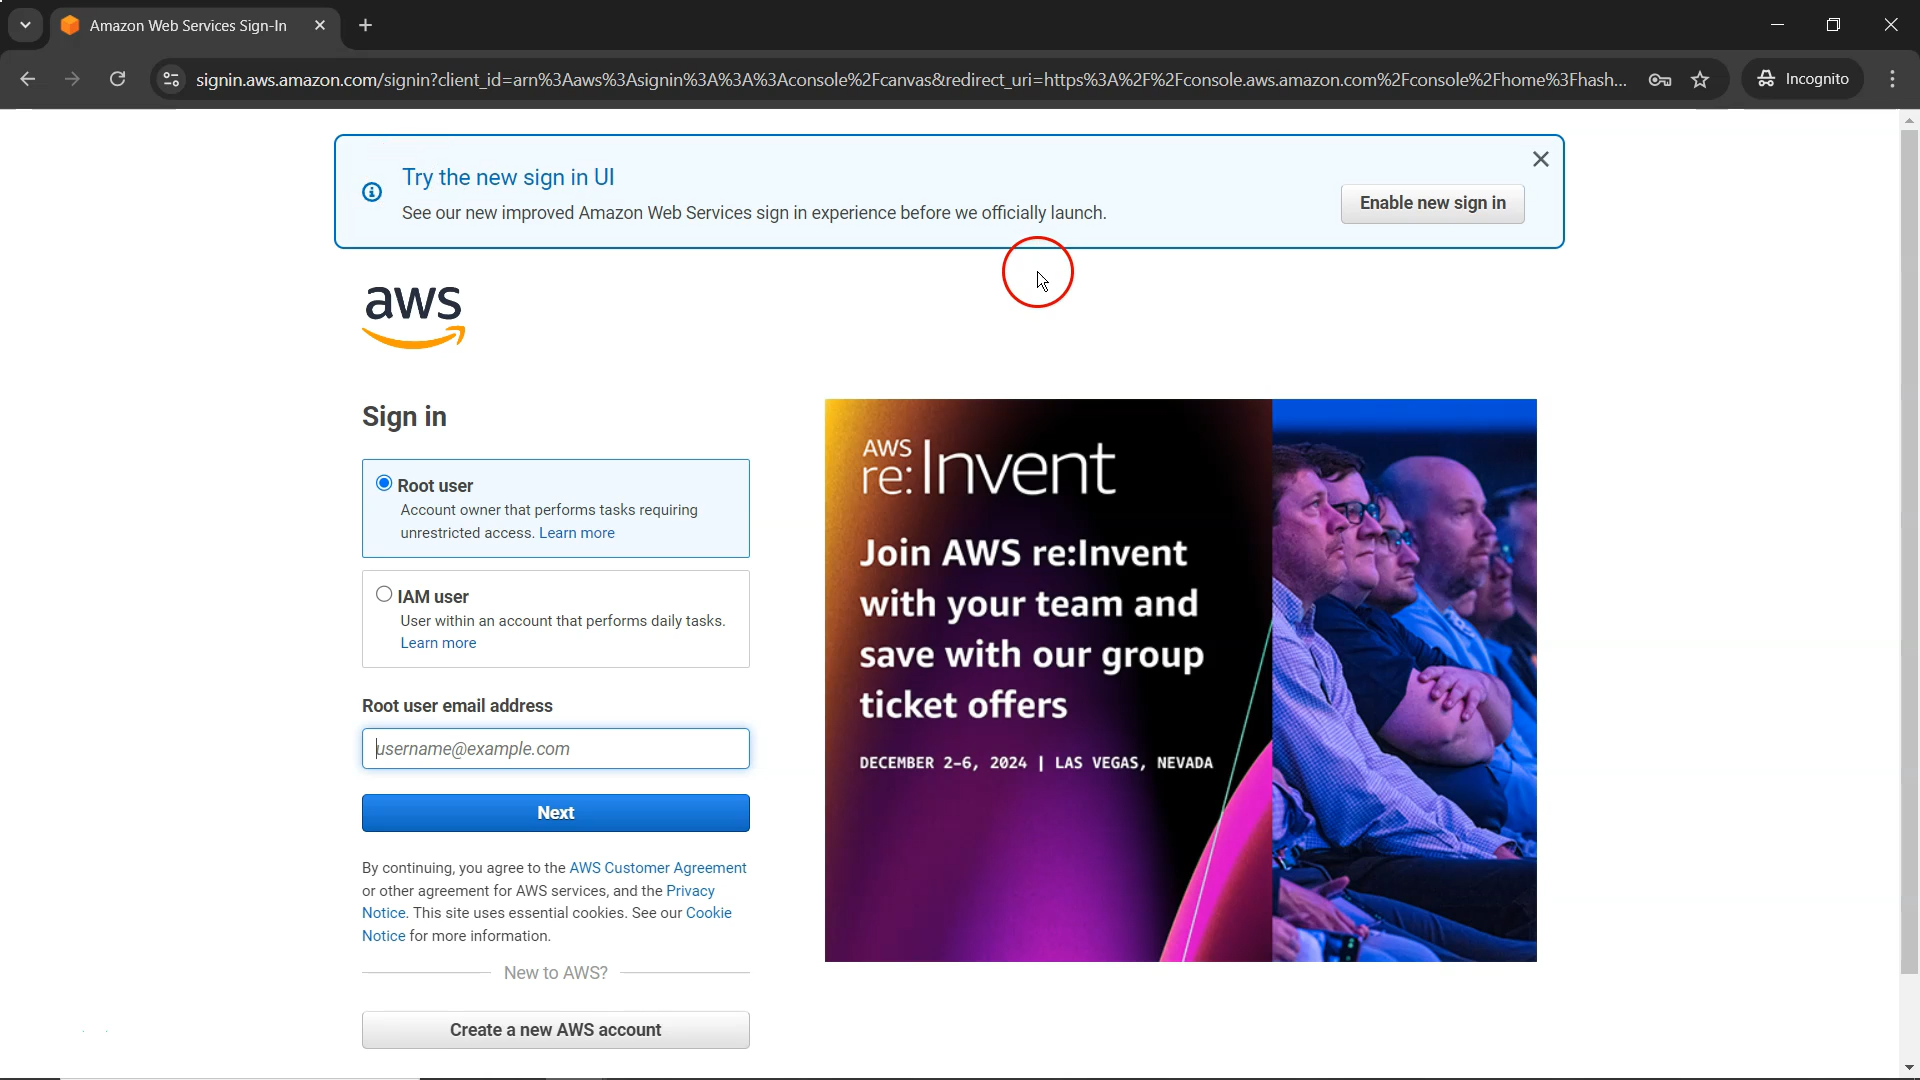 Amazon Web Services Sign-In
signin.aws.amazon.com/signin?client_id=arn%3Aaws%3Asignin%3A%3A%3Aconsole%2Fcanvas&redirect_uri=https%3A%2F%2Fconsole.aws.amazon.com%2Fconsole%2Fhome%3Fhash...
Incognito
Try the new sign in UI
See our new improved Amazon Web Services sign in experience before we officially launch.
Enable new sign in
aws
Sign in
Root user
Account owner that performs tasks requiring
unrestricted access. Learn more
IAM user
User within an account that performs daily tasks.
Learn more
Root user email address
username@example.com
Next
By continuing, you agree to the AWS Customer Agreement
or other agreement for AWS services, and the Privacy
Notice. This site uses essential cookies. See our Cookie
Notice for more information.
New to AWS?
Create a new AWS account
AWS
re:Invent
Join AWS re:Invent
with your team and
save with our group
ticket offers
DECEMBER 2-6, 2024 | LAS VEGAS, NEVADA